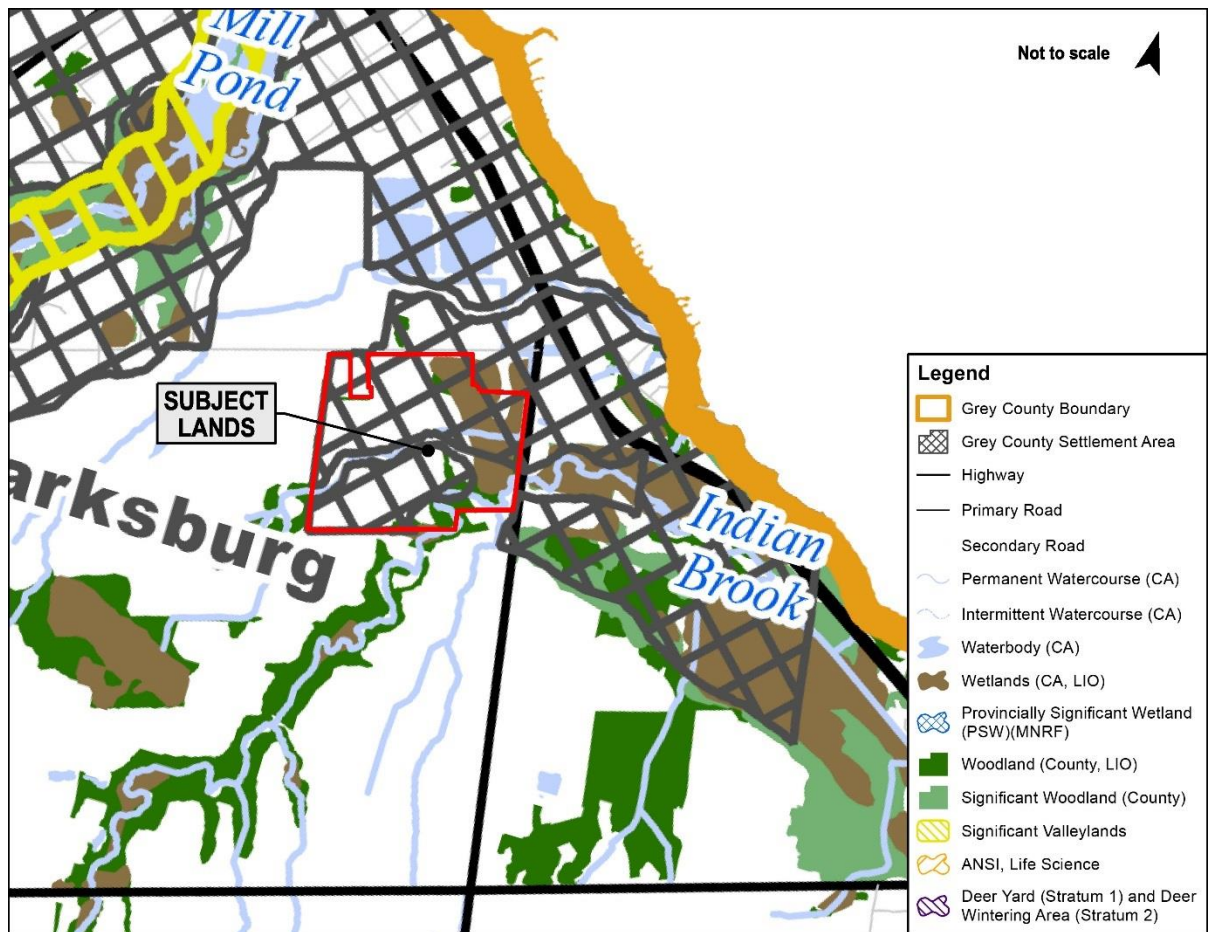 Mill
Pond
Not to scale
SUBJECT
LANDS
arksburg
Indian
Brook
Legend
Grey County Boundary
Grey County Settlement Area
Highway
Primary Road
Secondary Road
Permanent Watercourse (CA)
Intermittent Watercourse (CA)
Waterbody (CA)
Wetlands (CA, LIO)
Provincially Significant Wetland
(PSW)(MNRF)
Woodland (County, LIO)
Significant Woodland (County)
Significant Valleylands
ANSI, Life Science
Deer Yard (Stratum 1) and Deer
Wintering Area (Stratum 2)